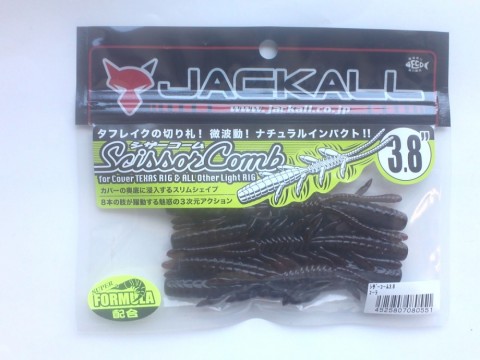 JACKALL
www.jackall.co.jp
タフレイクの切り札！ 微波動！ ナチュラルインパクト!!
シザーコーム
ScissorComb
3.8"
for Cover TEXAS RIG & ALL Other Light RIG
カバーの奥底に侵入するスリムシェイプ
8本の肢が躍動する魅惑の3次元アクション
FORMULA
配合
4525807080551